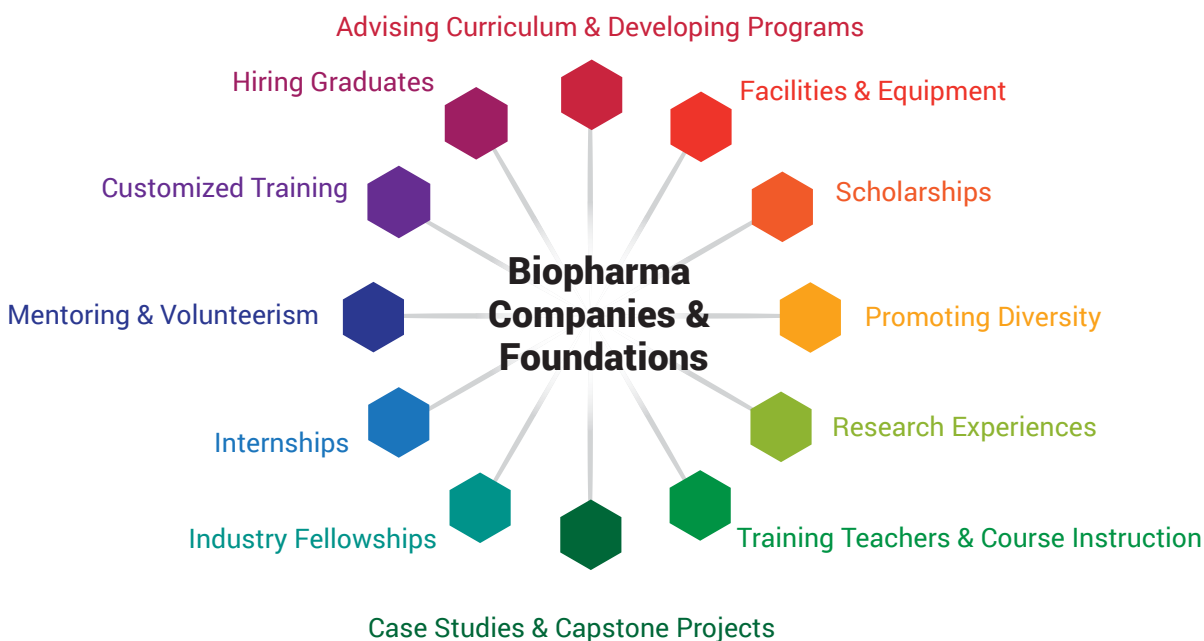 Advising Curriculum & Developing Programs
Hiring Graduates
Facilities & Equipment
Customized Training
Scholarships
Biopharma
Companies &
Foundations
Mentoring & Volunteerism
Promoting Diversity
Internships
Research Experiences
Industry Fellowships
Training Teachers & Course Instruction
Case Studies & Capstone Projects